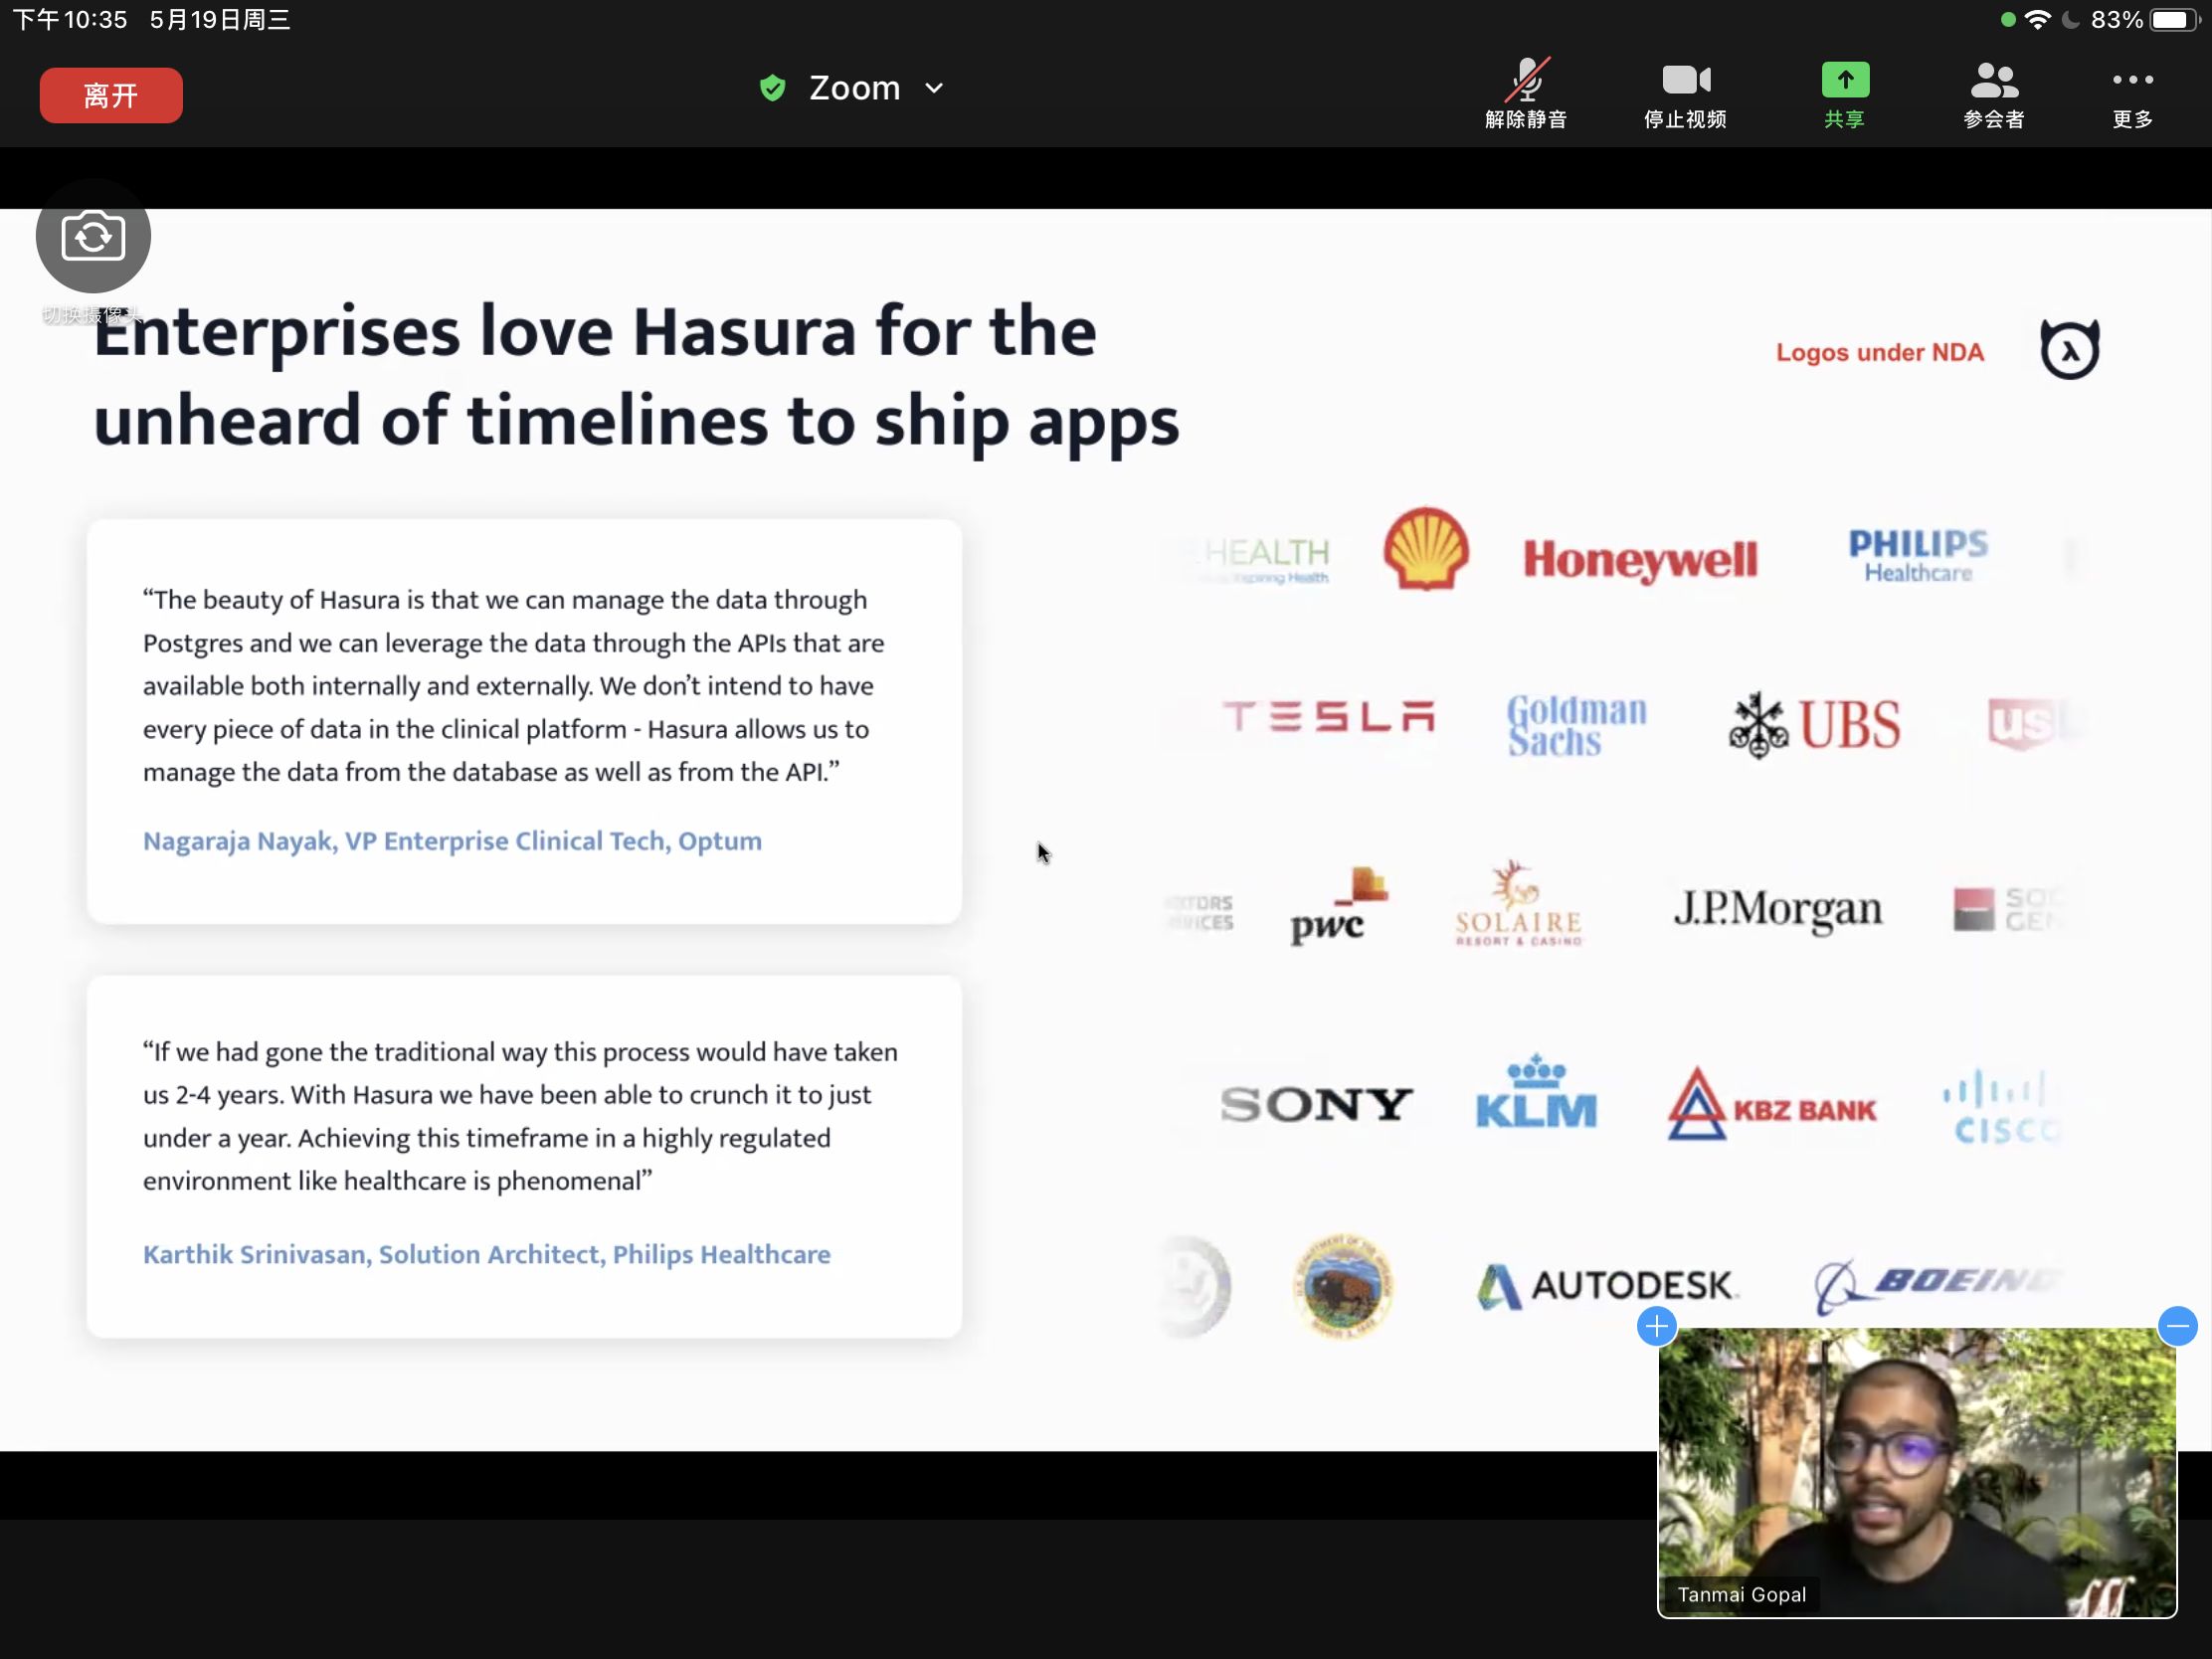 下午10:35 5月19日周三
83%
离开
Zoom
解除静音
停止视频
共享
参会者
更多
切换摄像头
Enterprises love Hasura for the
unheard of timelines to ship apps
Logos under NDA
“The beauty of Hasura is that we can manage the data through
Postgres and we can leverage the data through the APIs that are
available both internally and externally. We don’t intend to have
every piece of data in the clinical platform - Hasura allows us to
manage the data from the database as well as from the API.”
Nagaraja Nayak, VP Enterprise Clinical Tech, Optum
“If we had gone the traditional way this process would have taken
us 2-4 years. With Hasura we have been able to crunch it to just
under a year. Achieving this timeframe in a highly regulated
environment like healthcare is phenomenal”
Karthik Srinivasan, Solution Architect, Philips Healthcare
HEALTH
Inspiring Health
Honeywell
PHILIPS
Healthcare
TESLA
Goldman
Sachs
UBS
us
pwc
SOLAIRE
RESORT & CASINO
J.P.Morgan
SOC
GEN
SONY
KLM
KBZ BANK
CISCO
AUTODESK.
BOEING
Tanmai Gopal